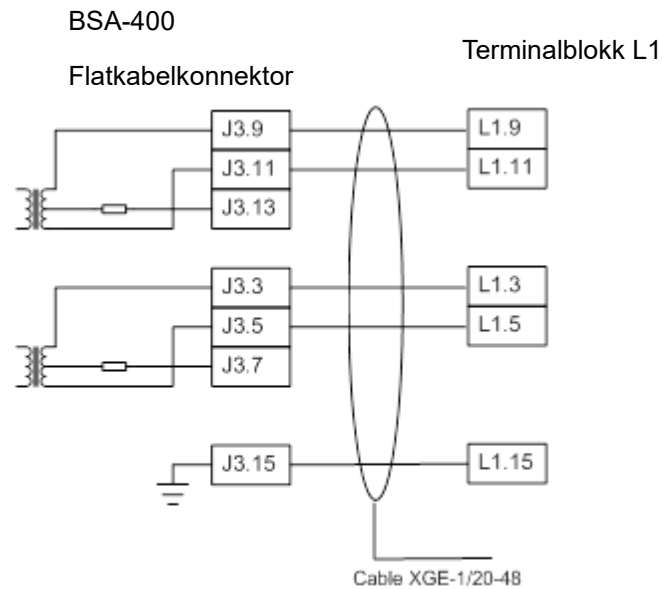 BSA-400
Terminalblokk L1
Flatkabelkonnektor
J3.9
L1.9
J3.11
L1.11
J3.13
J3.3
L1.3
J3.5
L1.5
J3.7
J3.15
L1.15
Cable XGE-1/20-48